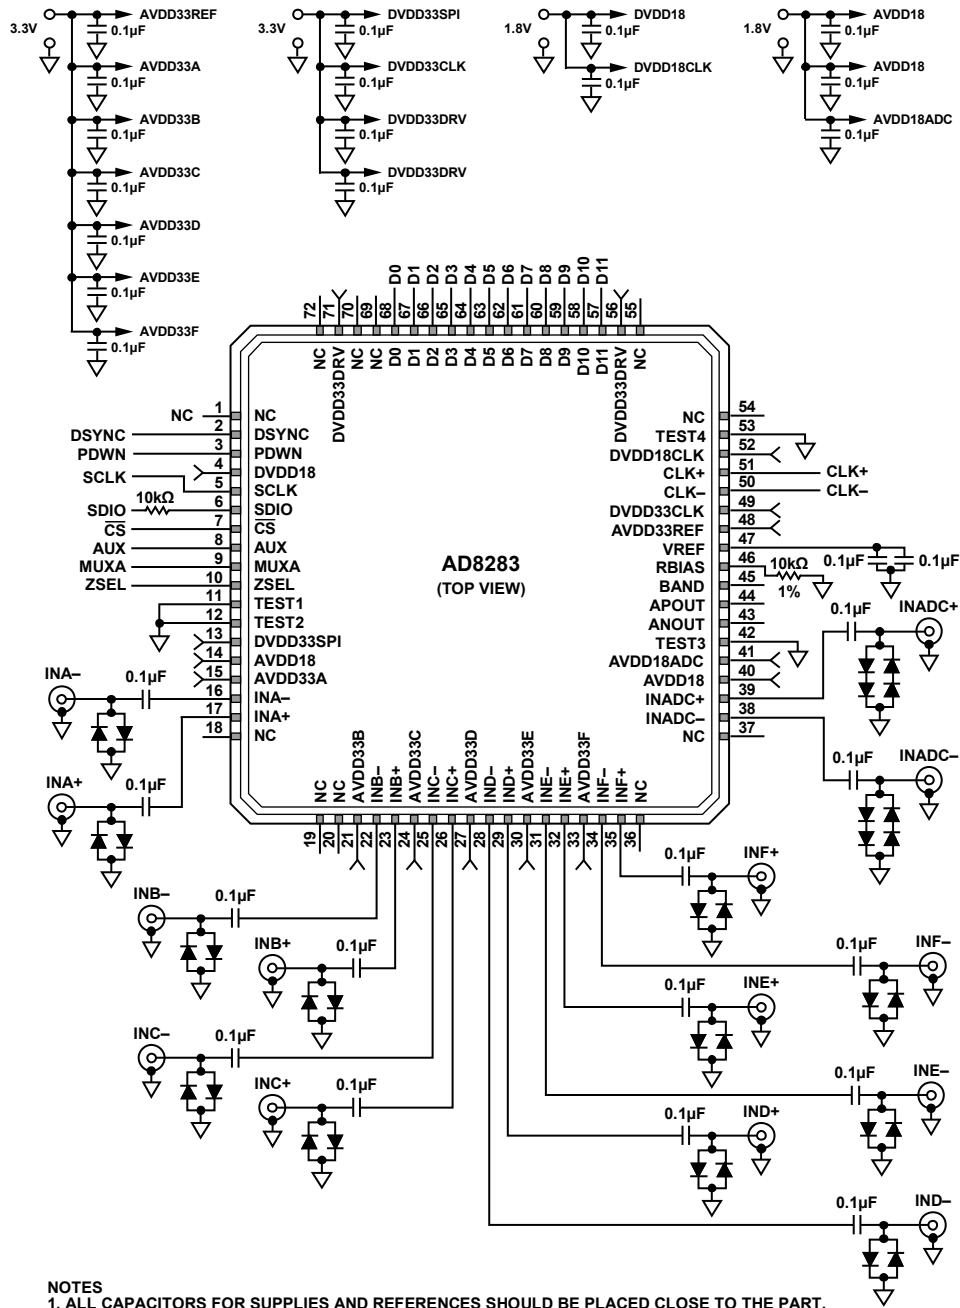 3.3V
AVDD33REF
0.1µF
AVDD33A
0.1µF
AVDD33B
0.1µF
AVDD33C
0.1µF
AVDD33D
0.1µF
AVDD33E
0.1µF
AVDD33F
0.1µF
3.3V
DVDD33SPI
0.1µF
DVDD33CLK
0.1µF
DVDD33DRV
0.1µF
DVDD33DRV
0.1µF
1.8V
DVDD18
0.1µF
DVDD18CLK
0.1µF
1.8V
AVDD18
0.1µF
AVDD18
0.1µF
AVDD18ADC
0.1µF
D0 D1 D2 D3 D4 D5 D6 D7 D8 D9 D10 D11
72 71 70 69 68 67 66 65 64 63 62 61 60 59 58 57 56 55
NC DVDD33DRV NC NC D0 D1 D2 D3 D4 D5 D6 D7 D8 D9 D10 D11 DVDD33DRV NC
NC 1 NC
DSYNC 2 DSYNC
PDWN 3 PDWN
4 DVDD18
SCLK 5 SCLK
SDIO 10kΩ 6 SDIO
CS 7 CS
AUX 8 AUX
MUXA 9 MUXA
ZSEL 10 ZSEL
11 TEST1
12 TEST2
13 DVDD33SPI
14 AVDD18
15 AVDD33A
16 INA–
17 INA+
18 NC
AD8283
(TOP VIEW)
NC 54
TEST4 53
DVDD18CLK 52
CLK+ 51 CLK+
CLK– 50 CLK–
DVDD33CLK 49
AVDD33REF 48
VREF 47 0.1µF 0.1µF
RBIAS 46 10kΩ
1%
BAND 45
APOUT 44
ANOUT 43
TEST3 42
AVDD18ADC 41
AVDD18 40
INADC+ 39
INADC– 38
NC 37
NC NC AVDD33B INB– INB+ AVDD33C INC– INC+ AVDD33D IND– IND+ AVDD33E INE– INE+ AVDD33F INF– INF+ NC
19 20 21 22 23 24 25 26 27 28 29 30 31 32 33 34 35 36
INA–
0.1µF
INA+
0.1µF
INADC+
0.1µF
INADC–
0.1µF
INB–
0.1µF
INB+
0.1µF
INC–
0.1µF
INC+
0.1µF
INF+
0.1µF
INF–
0.1µF
INE+
0.1µF
INE–
0.1µF
IND+
0.1µF
IND–
0.1µF
NOTES
1. ALL CAPACITORS FOR SUPPLIES AND REFERENCES SHOULD BE PLACED CLOSE TO THE PART.